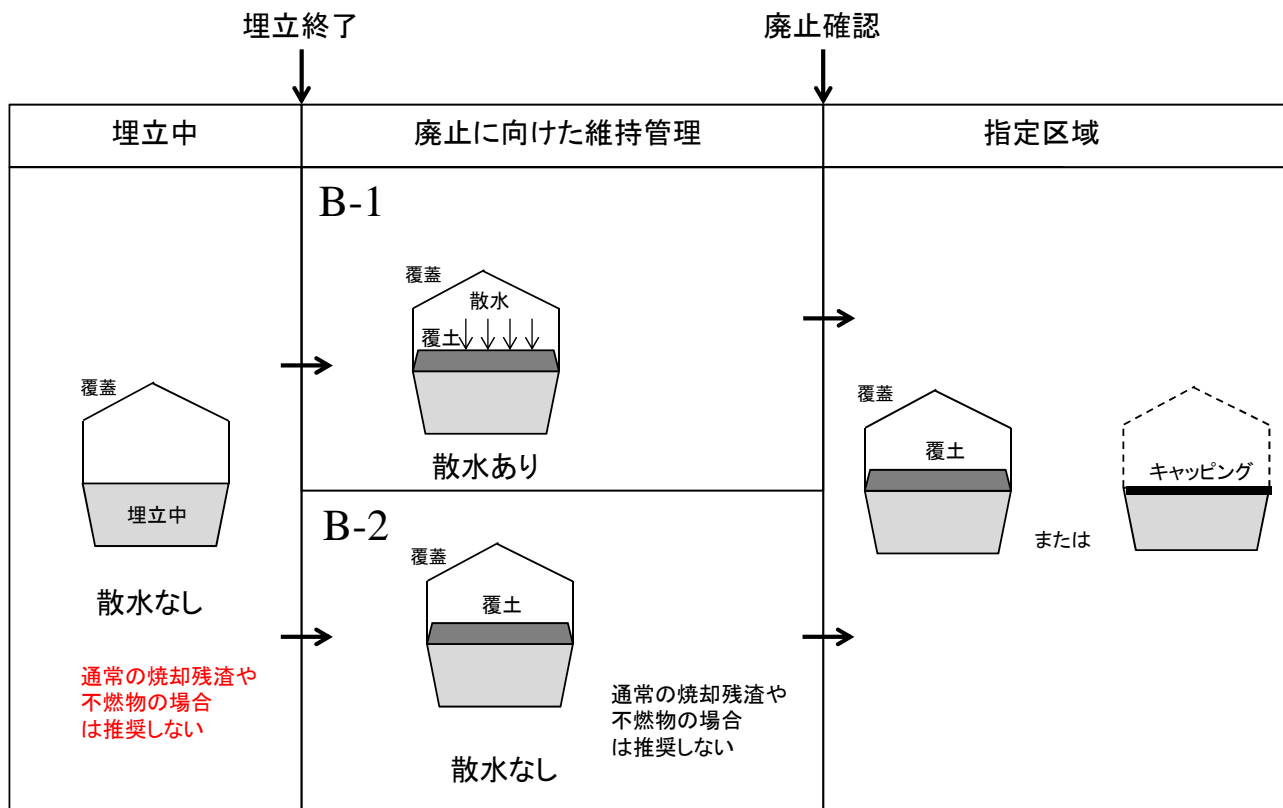 埋立終了
廃止確認
埋立中
廃止に向けた維持管理
指定区域
覆蓋
埋立中
散水なし
通常の焼却残渣や
不燃物の場合
は推奨しない
B-1
覆蓋
散水
覆土
散水あり
B-2
覆蓋
覆土
散水なし
通常の焼却残渣や
不燃物の場合
は推奨しない
覆蓋
覆土
または
キャッピング